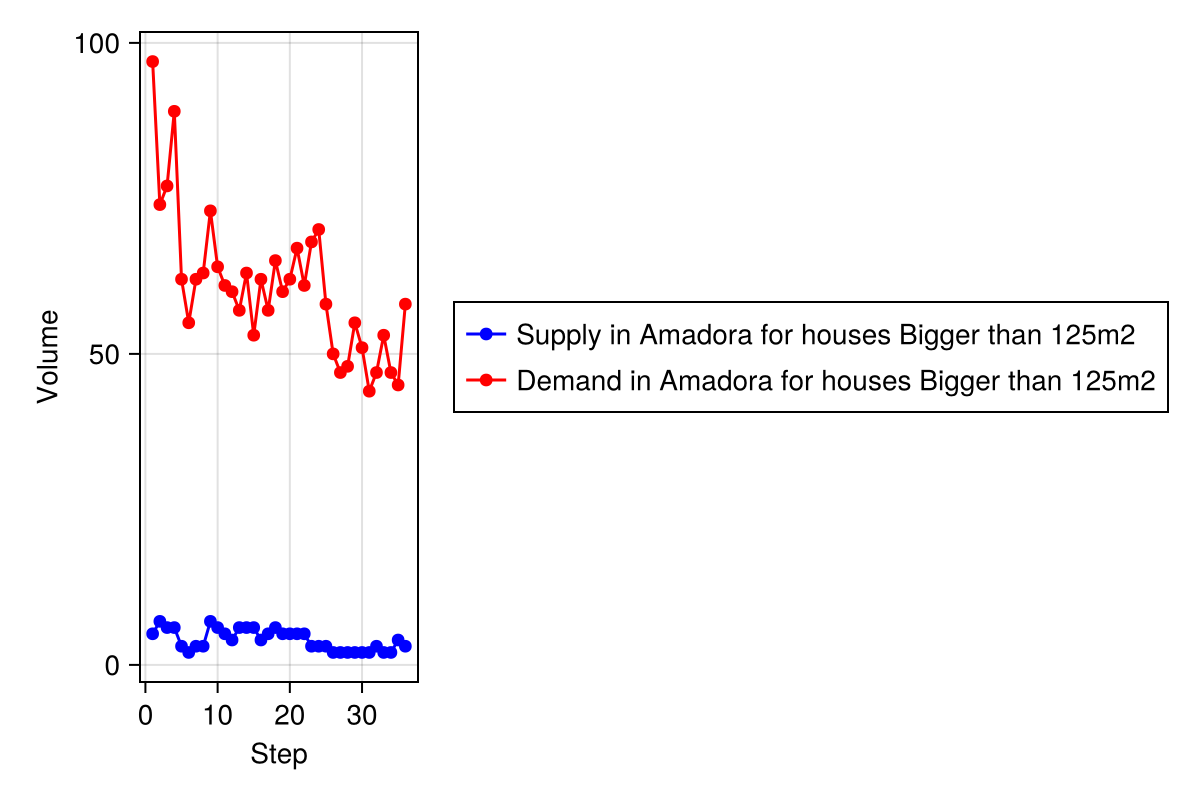 100
50
0
Volume
0 10 20 30
Step
Supply in Amadora for houses Bigger than 125m2
Demand in Amadora for houses Bigger than 125m2